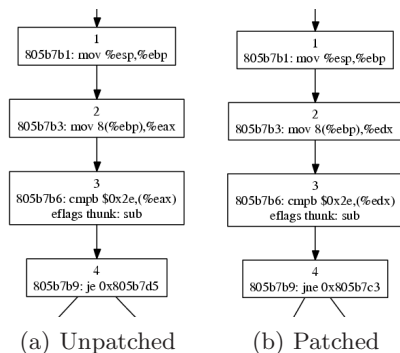 1
805b7b1: mov %esp,%ebp
2
805b7b3: mov 8(%ebp),%eax
3
805b7b6: cmpb $0x2e,(%eax)
eflags thunk: sub
4
805b7b9: je 0x805b7d5
(a) Unpatched
1
805b7b1: mov %esp,%ebp
2
805b7b3: mov 8(%ebp),%edx
3
805b7b6: cmpb $0x2e,(%edx)
eflags thunk: sub
4
805b7b9: jne 0x805b7c3
(b) Patched